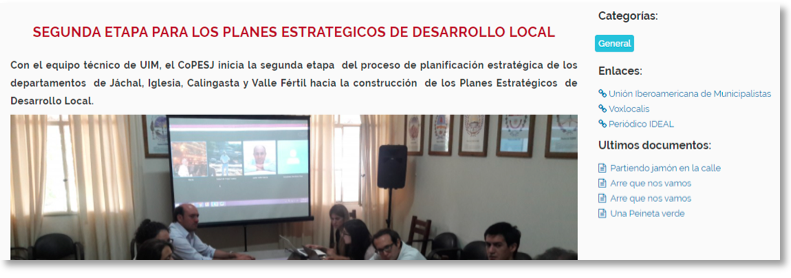 SEGUNDA ETAPA PARA LOS PLANES ESTRATEGICOS DE DESARROLLO LOCAL
Con el equipo técnico de UIM, el CoPESJ inicia la segunda etapa del proceso de planificación estratégica de los
departamentos de Jáchal, Iglesia, Calingasta y Valle Fértil hacia la construcción de los Planes Estratégicos de
Desarrollo Local.
Categorías:
General
Enlaces:
Unión Iberoamericana de Municipalistas
Voxlocalis
Periódico IDEAL
Ultimos documentos:
Partiendo jamón en la calle
Arre que nos vamos
Arre que nos vamos
Una Peineta verde